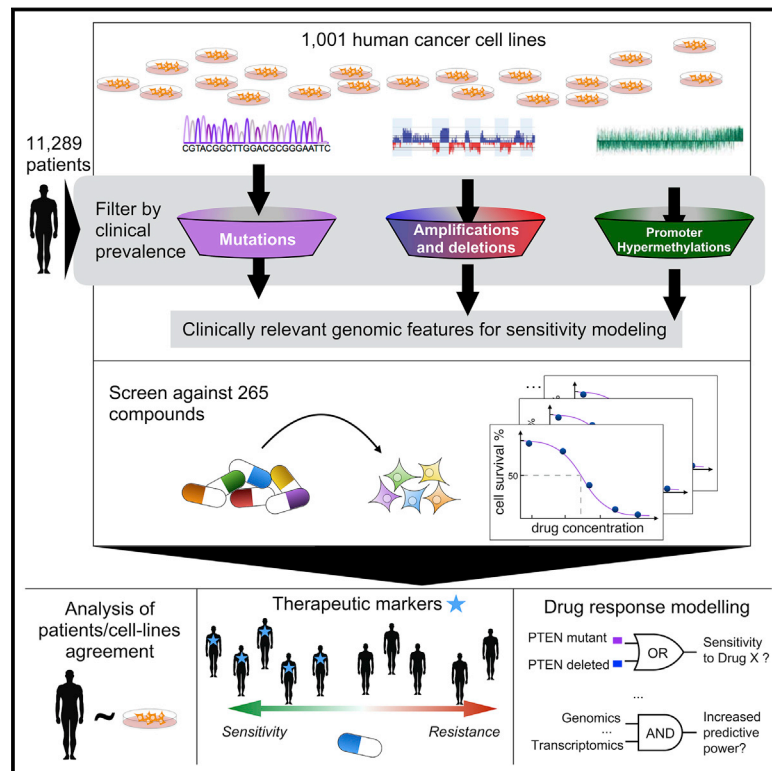 1,001 human cancer cell lines
11,289
patients
CGTACGGCTTGGACGCGGGAATTC
Filter by
clinical
prevalence
Mutations
Amplifications
and deletions
Promoter
Hypermethylations
Clinically relevant genomic features for sensitivity modeling
Screen against 265
compounds
...
%
%
cell survival %
50
drug concentration
Analysis of
patients/cell-lines
agreement
Therapeutic markers
Sensitivity
Resistance
Drug response modelling
PTEN mutant
PTEN deleted
OR
Sensitivity
to Drug X ?
...
Genomics
...
Transcriptomics
AND
Increased
predictive
power?